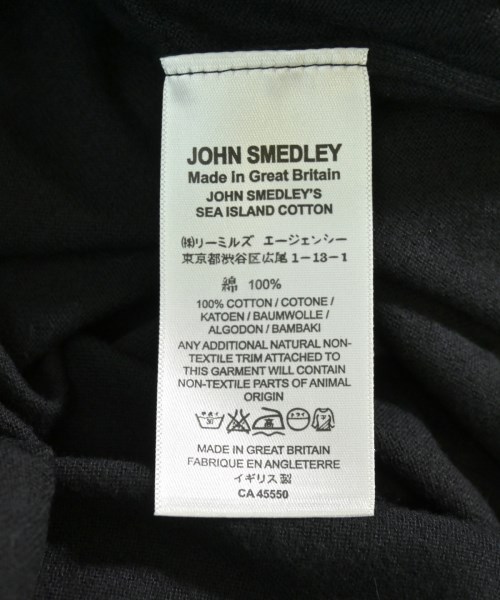 JOHN SMEDLEY
Made in Great Britain
JOHN SMEDLEY'S
SEA ISLAND COTTON
㈱リーミルズ エージェンシー
東京都渋谷区広尾 1-13-1
綿 100%
100% COTTON / COTONE /
KATOEN / BAUMWOLLE /
ALGODON / BAMBAKI
ANY ADDITIONAL NATURAL NON-
TEXTILE TRIM ATTACHED TO
THIS GARMENT WILL CONTAIN
NON-TEXTILE PARTS OF ANIMAL
ORIGIN
30 ドライ
MADE IN GREAT BRITAIN
FABRIQUE EN ANGLETERRE
イギリス製
CA 45550